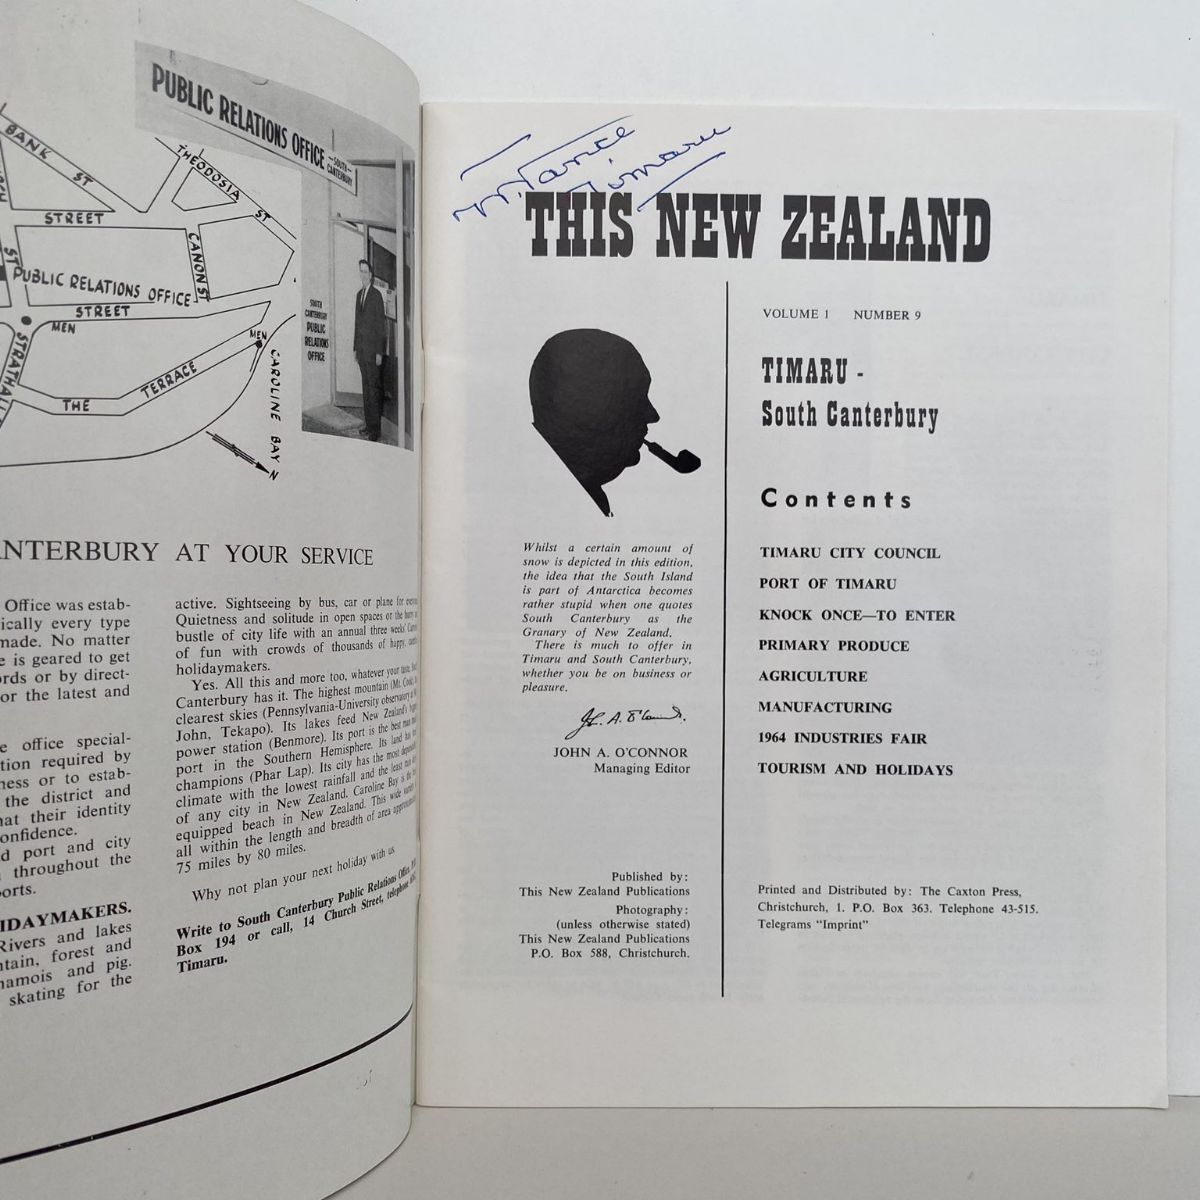 PUBLIC RELATIONS OFFICE
—SOUTH—
CANTERBURY
BANK ST
THEODOSIA ST
STREET
CANON ST
ST
PUBLIC RELATIONS OFFICE
STREET
MEN
MEN
THE TERRACE
CAROLINE BAY
N
SOUTH
CANTERBURY
PUBLIC
RELATIONS
OFFICE
CANTERBURY AT YOUR SERVICE
Office was estab-
every type
made. No matter
is geared to get
or by direct-
or the latest and
office special-
required by
or to estab-
the district and
their identity
port and city
throughout the
Rivers and lakes
forest and
and pig.
skating for the
active. Sightseeing by bus, car or plane for
Quietness and solitude in open spaces or the
bustle of city life with an annual three weeks'
of fun with crowds of thousands of happy,
holidaymakers.
Yes. All this and more too, whatever your taste.
Canterbury has it. The highest mountain (Mt. Cook),
clearest skies (Pennsylvania-University observatory at
John, Tekapo). Its lakes feed New Zealand's
power station (Benmore). Its port is the best
port in the Southern Hemisphere. Its land has
champions (Phar Lap). Its city has the most
climate with the lowest rainfall and the least
of any city in New Zealand. Caroline Bay is the
equipped beach in New Zealand. This wide
all within the length and breadth of area
75 miles by 80 miles.
Why not plan your next holiday with us
Write to South Canterbury Public Relations Office,
Box 194 or call, 14 Church Street, telephone
Timaru.
Timaru
THIS NEW ZEALAND
VOLUME 1 NUMBER 9
TIMARU -
South Canterbury
Contents
TIMARU CITY COUNCIL
PORT OF TIMARU
KNOCK ONCE—TO ENTER
PRIMARY PRODUCE
AGRICULTURE
MANUFACTURING
1964 INDUSTRIES FAIR
TOURISM AND HOLIDAYS
Whilst a certain amount of
snow is depicted in this edition,
the idea that the South Island
is part of Antarctica becomes
rather stupid when one quotes
South Canterbury as the
Granary of New Zealand.
There is much to offer in
Timaru and South Canterbury,
whether you be on business or
pleasure.
JOHN A. O'CONNOR
Managing Editor
Published by:
This New Zealand Publications
Photography:
(unless otherwise stated)
This New Zealand Publications
P.O. Box 588, Christchurch.
Printed and Distributed by: The Caxton Press,
Christchurch, 1. P.O. Box 363. Telephone 43-515.
Telegrams "Imprint"